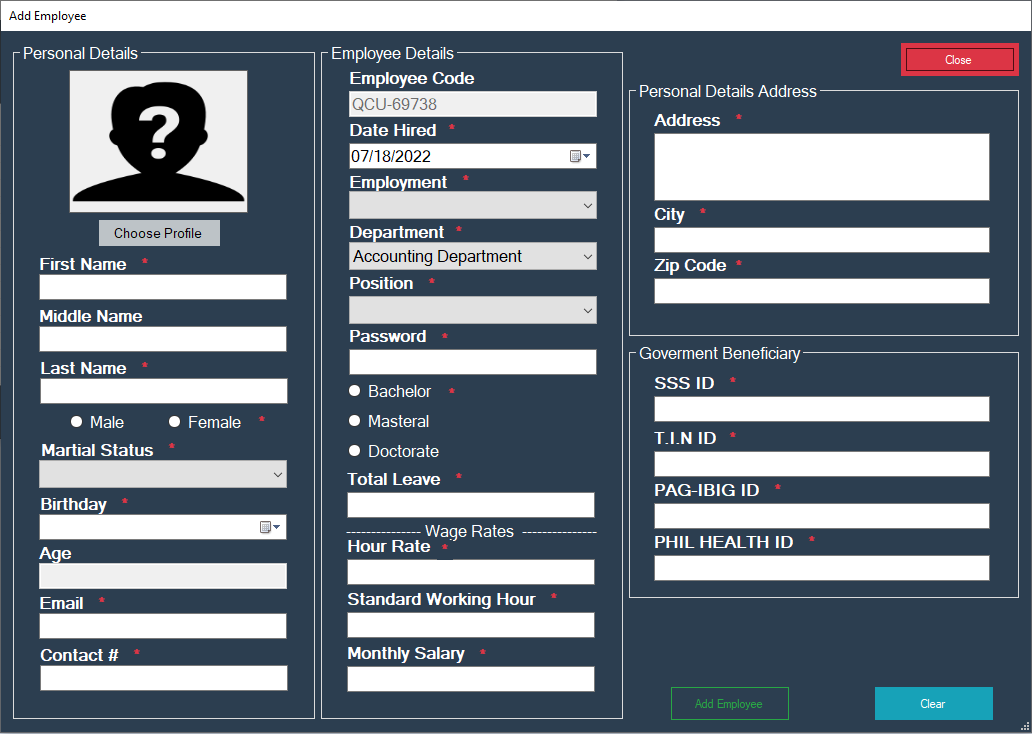 Add Employee
Personal Details
?
Choose Profile
First Name *
Middle Name
Last Name *
Male Female *
Martial Status *
Birthday *
Age
Email *
Contact # *
Employee Details
Employee Code
QCU-69738
Date Hired *
07/18/2022
Employment *
Department *
Accounting Department
Position *
Password *
Bachelor *
Masteral
Doctorate
Total Leave *
-------------- Wage Rates --------------
Hour Rate *
Standard Working Hour *
Monthly Salary *
Close
Personal Details Address
Address *
City *
Zip Code *
Goverment Beneficiary
SSS ID *
T.I.N ID *
PAG-IBIG ID *
PHIL HEALTH ID *
Add Employee
Clear